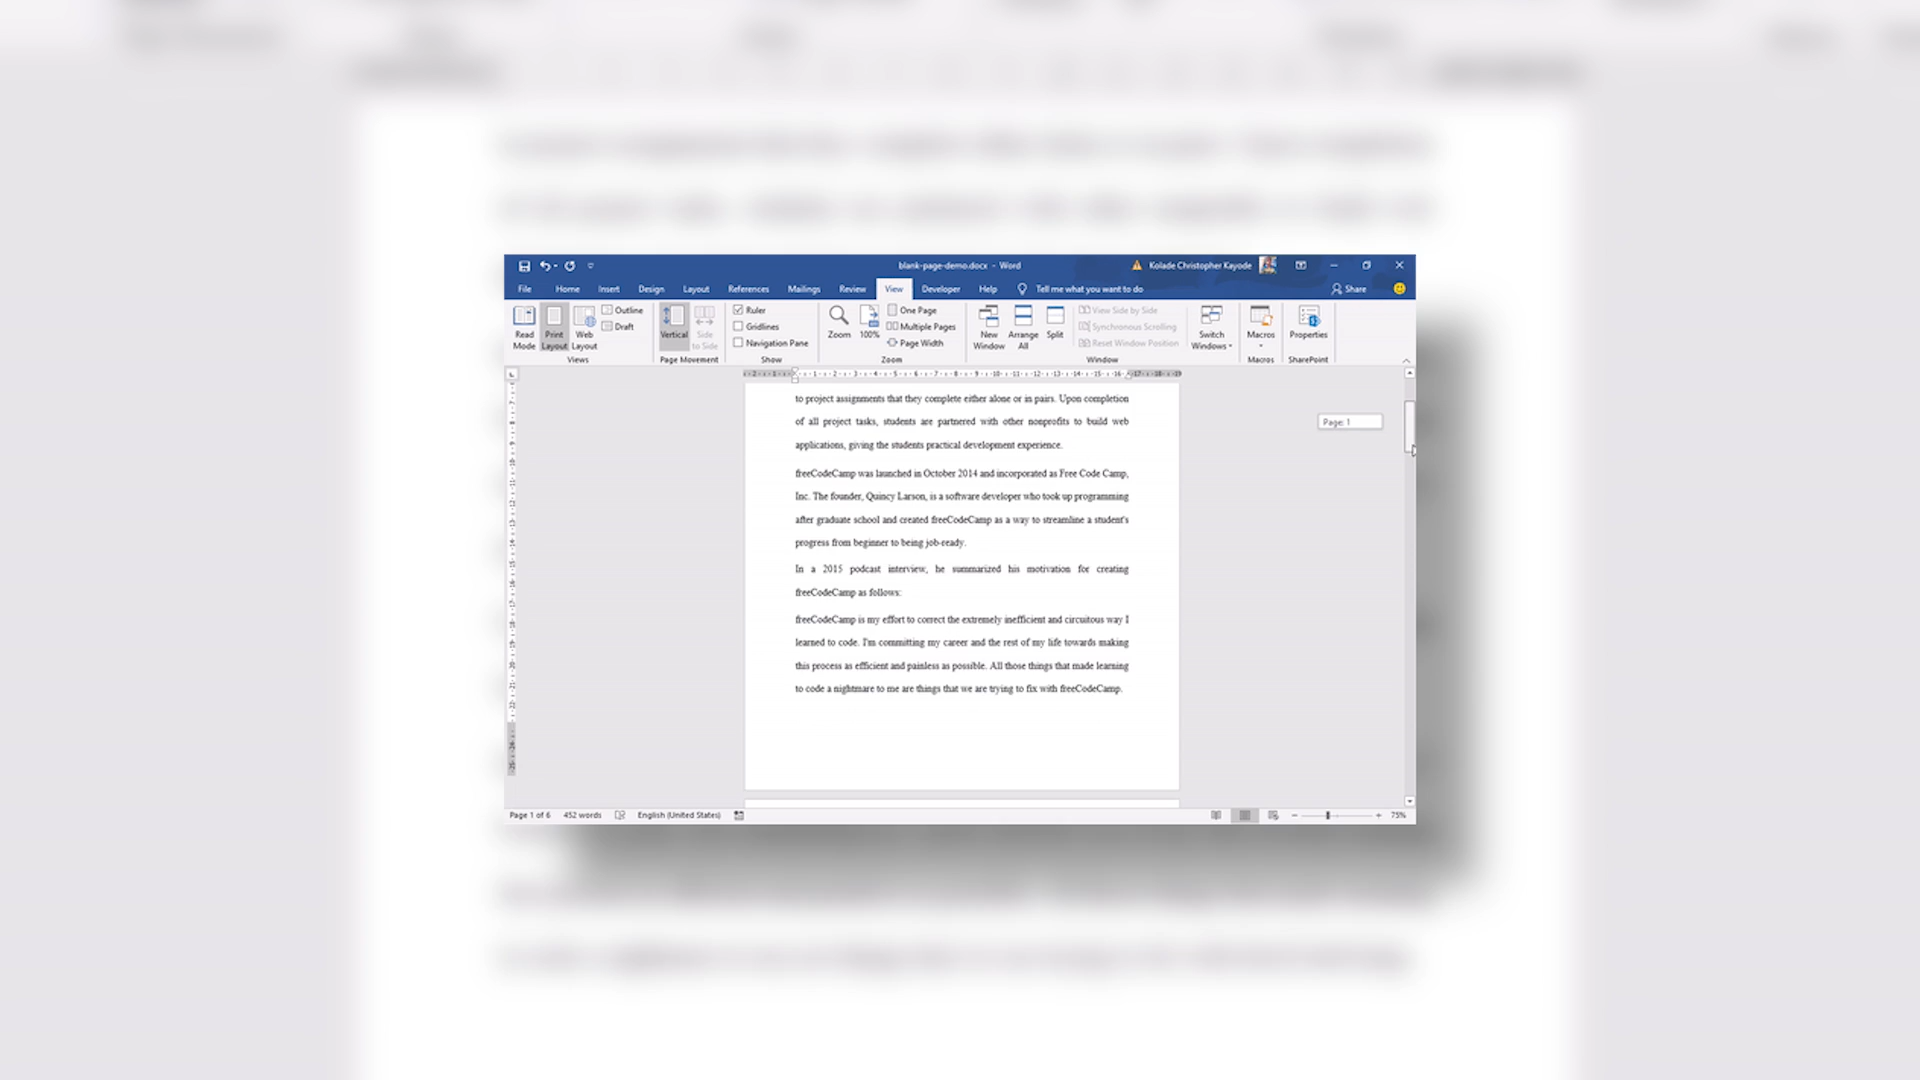 blank-page-demo.docx - Word
Kolade Christopher Kayode
File Home Insert Design Layout References Mailings Review View Developer Help Tell me what you want to do Share
Read Mode
Print Layout
Web Layout
Outline
Draft
Views
Vertical
Side to Side
Page Movement
Ruler
Gridlines
Navigation Pane
Show
Zoom
100%
One Page
Multiple Pages
Page Width
Zoom
New Window
Arrange All
Split
View Side by Side
Synchronous Scrolling
Reset Window Position
Window
Switch Windows
Macros
Macros
Properties
SharePoint
to project assignments that they complete either alone or in pairs. Upon completion
of all project tasks, students are partnered with other nonprofits to build web
applications, giving the students practical development experience.
freeCodeCamp was launched in October 2014 and incorporated as Free Code Camp,
Inc. The founder, Quincy Larson, is a software developer who took up programming
after graduate school and created freeCodeCamp as a way to streamline a student's
progress from beginner to being job-ready.
In a 2015 podcast interview, he summarized his motivation for creating
freeCodeCamp as follows:
freeCodeCamp is my effort to correct the extremely inefficient and circuitous way I
learned to code. I'm committing my career and the rest of my life towards making
this process as efficient and painless as possible. All those things that made learning
to code a nightmare to me are things that we are trying to fix with freeCodeCamp.
Page: 1
Page 1 of 6 452 words English (United States) 75%